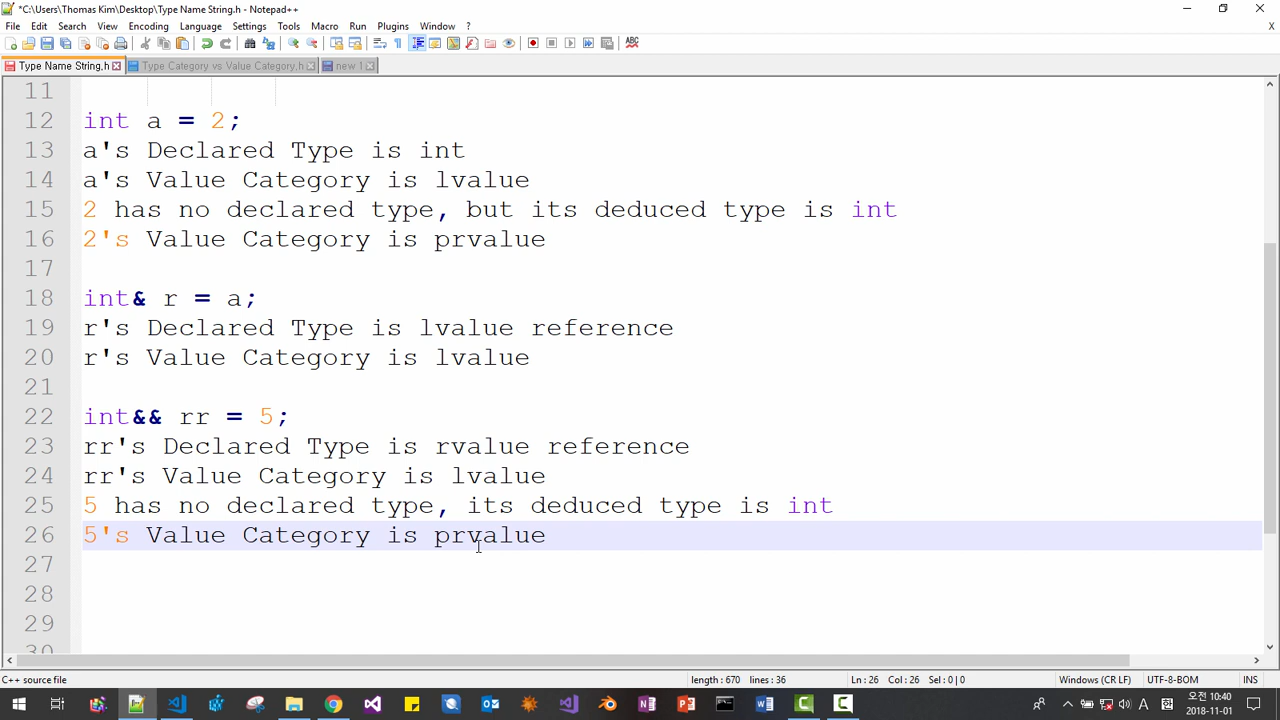 *C:\Users\Thomas Kim\Desktop\Type Name String.h - Notepad++
File Edit Search View Encoding Language Settings Tools Macro Run Plugins Window ?
X
ABC
Type Name String.h Type Category vs Value Category.h new 1
11
12 int a = 2;
13 a's Declared Type is int
14 a's Value Category is lvalue
15 2 has no declared type, but its deduced type is int
16 2's Value Category is prvalue
17
18 int& r = a;
19 r's Declared Type is lvalue reference
20 r's Value Category is lvalue
21
22 int&& rr = 5;
23 rr's Declared Type is rvalue reference
24 rr's Value Category is lvalue
25 5 has no declared type, its deduced type is int
26 5's Value Category is prvalue
27
28
29
30
C++ source file length : 670 lines : 36 Ln : 26 Col : 26 Sel : 0 | 0 Windows (CR LF) UTF-8-BOM INS
A 한 오전 10:40
2018-11-01